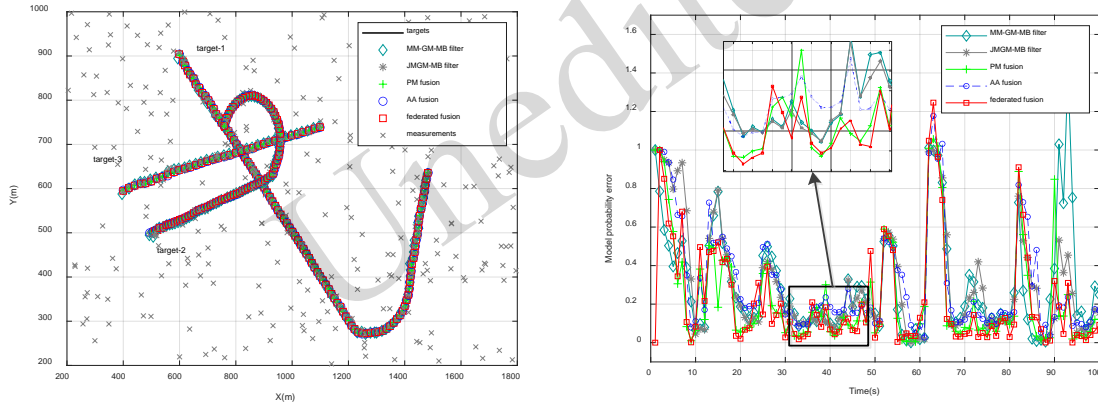 1000
900
800
700
600
500
400
300
200
Y(m)
200
400
600
800
1000
1200
1400
1600
1800
X(m)
target-1
target-3
target-2
targets
MM-GM-MB filter
JMGM-MB filter
PM fusion
AA fusion
federated fusion
measurements
Unedite
1.6
1.4
1.2
1
0.8
0.6
0.4
0.2
0
Model probability error
0
10
20
30
40
50
60
70
80
90
100
Time(s)
MM-GM-MB filter
JMGM-MB filter
PM fusion
AA fusion
federated fusion